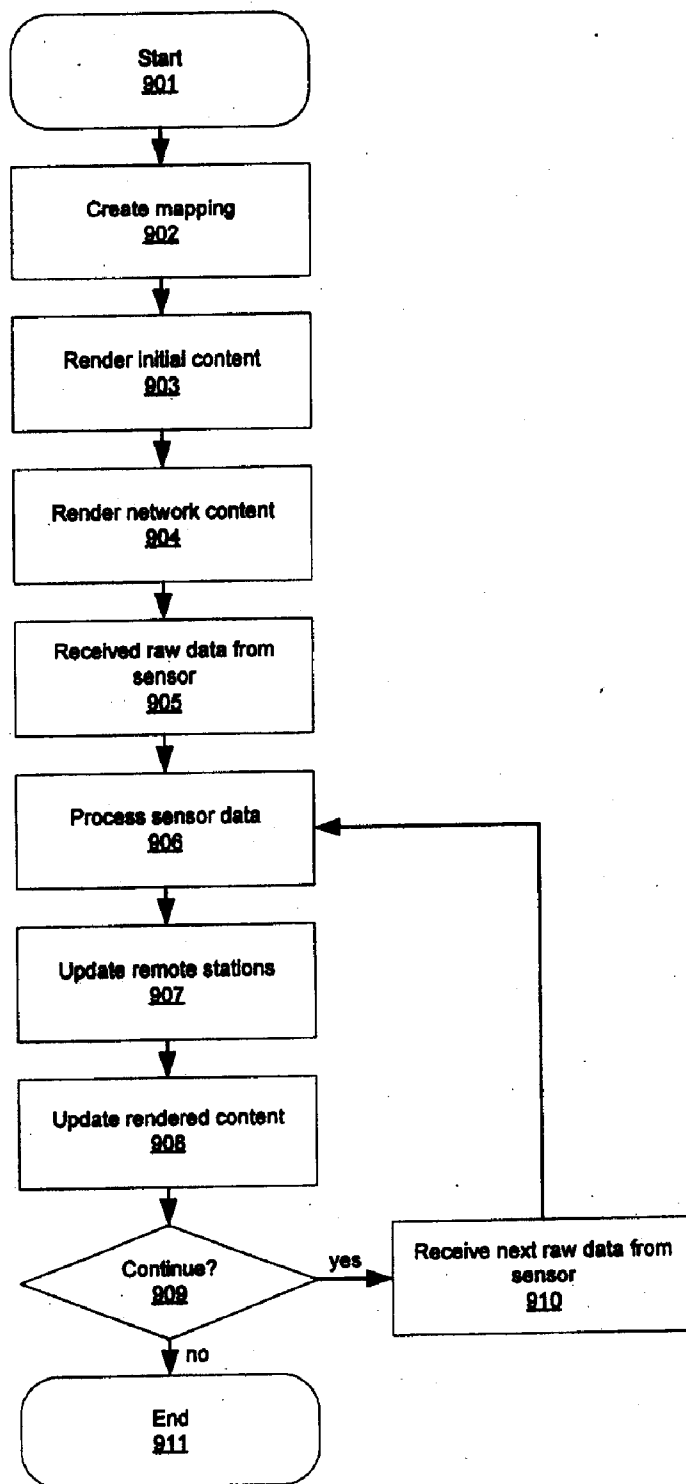 Start
901
Create mapping
902
Render initial content
903
Render network content
904
Received raw data from
sensor
905
Process sensor data
906
Update remote stations
907
Update rendered content
908
Continue?
909
yes
Receive next raw data from
sensor
910
no
End
911